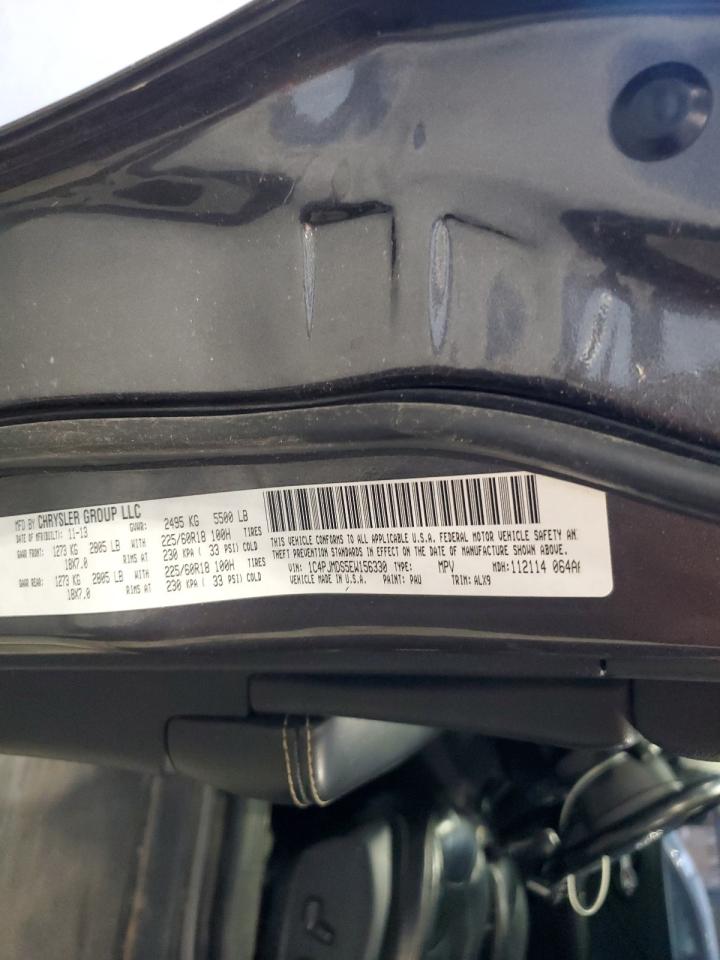 MFD BY CHRYSLER GROUP LLC
DATE OF MFR(BUILT): 11-13 GVWR: 2495 KG 5500 LB
GAWR FRONT: 1273 KG 2805 LB WITH 225/60R18 100H TIRES
18X7.0 RIMS AT 230 KPA ( 33 PSI) COLD
GAWR REAR: 1273 KG 2805 LB WITH 225/60R18 100H TIRES
18X7.0 RIMS AT 230 KPA ( 33 PSI) COLD
THIS VEHICLE CONFORMS TO ALL APPLICABLE U.S.A. FEDERAL MOTOR VEHICLE SAFETY AN
THEFT PREVENTION STANDARDS IN EFFECT ON THE DATE OF MANUFACTURE SHOWN ABOVE.
VIN: 1C4PJMDS5EW156330 TYPE: MPV MDH: 112114 064AA
VEHICLE MADE IN U.S.A. PAINT: PAU TRIM: ALX9